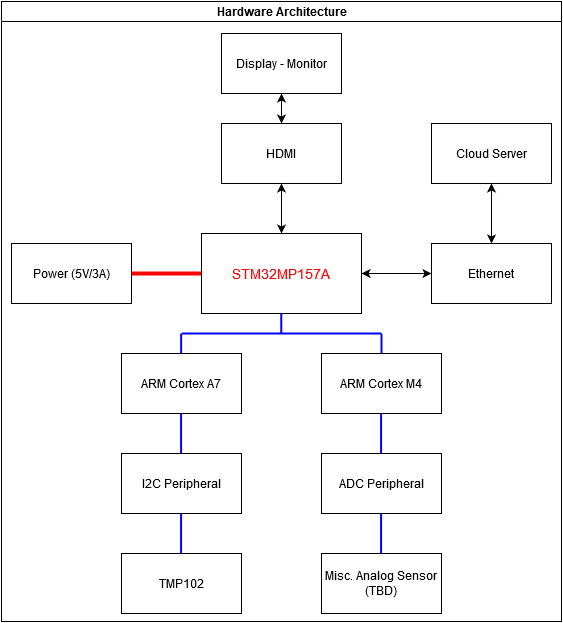 Hardware Architecture
Display - Monitor
HDMI
Cloud Server
Power (5V/3A)
STM32MP157A
Ethernet
ARM Cortex A7
ARM Cortex M4
I2C Peripheral
ADC Peripheral
TMP102
Misc. Analog Sensor
(TBD)